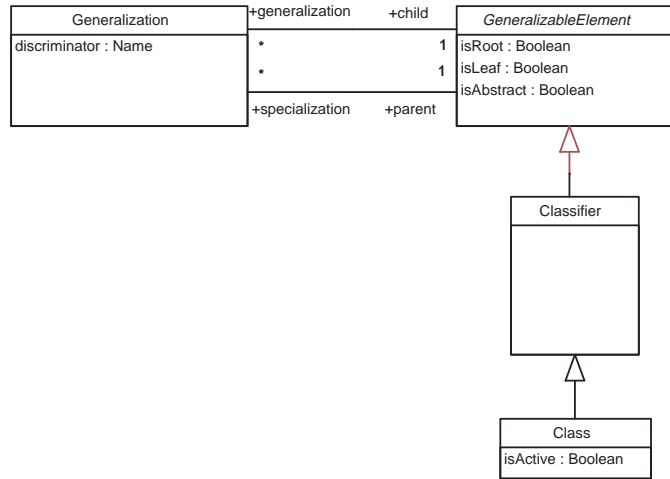 Generalization
discriminator : Name
+generalization
+child
*
1
*
1
+specialization
+parent
GeneralizableElement
isRoot : Boolean
isLeaf : Boolean
isAbstract : Boolean
Classifier
Class
isActive : Boolean